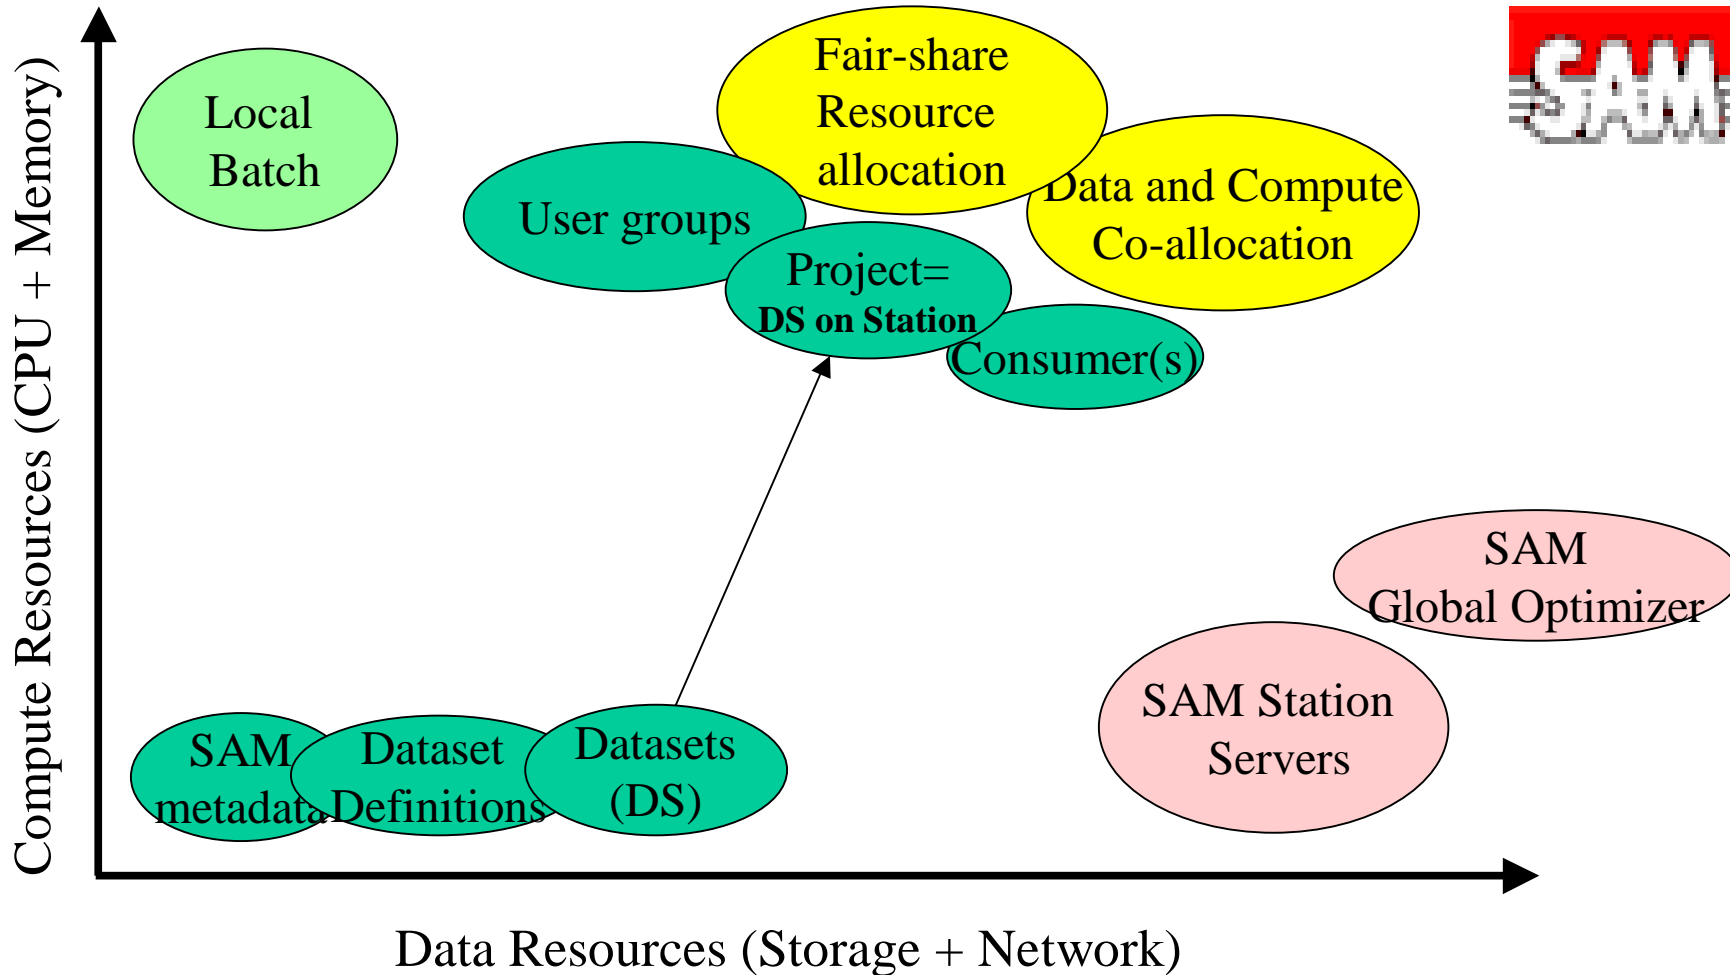 Compute Resources (CPU + Memory)
Local
Batch
Fair-share
Resource
allocation
SAM
User groups
Data and Compute
Co-allocation
Project=
DS on Station
Consumer(s)
SAM
Global Optimizer
SAM Station
Servers
SAM
metadata
Dataset
Definitions
Datasets
(DS)
Data Resources (Storage + Network)